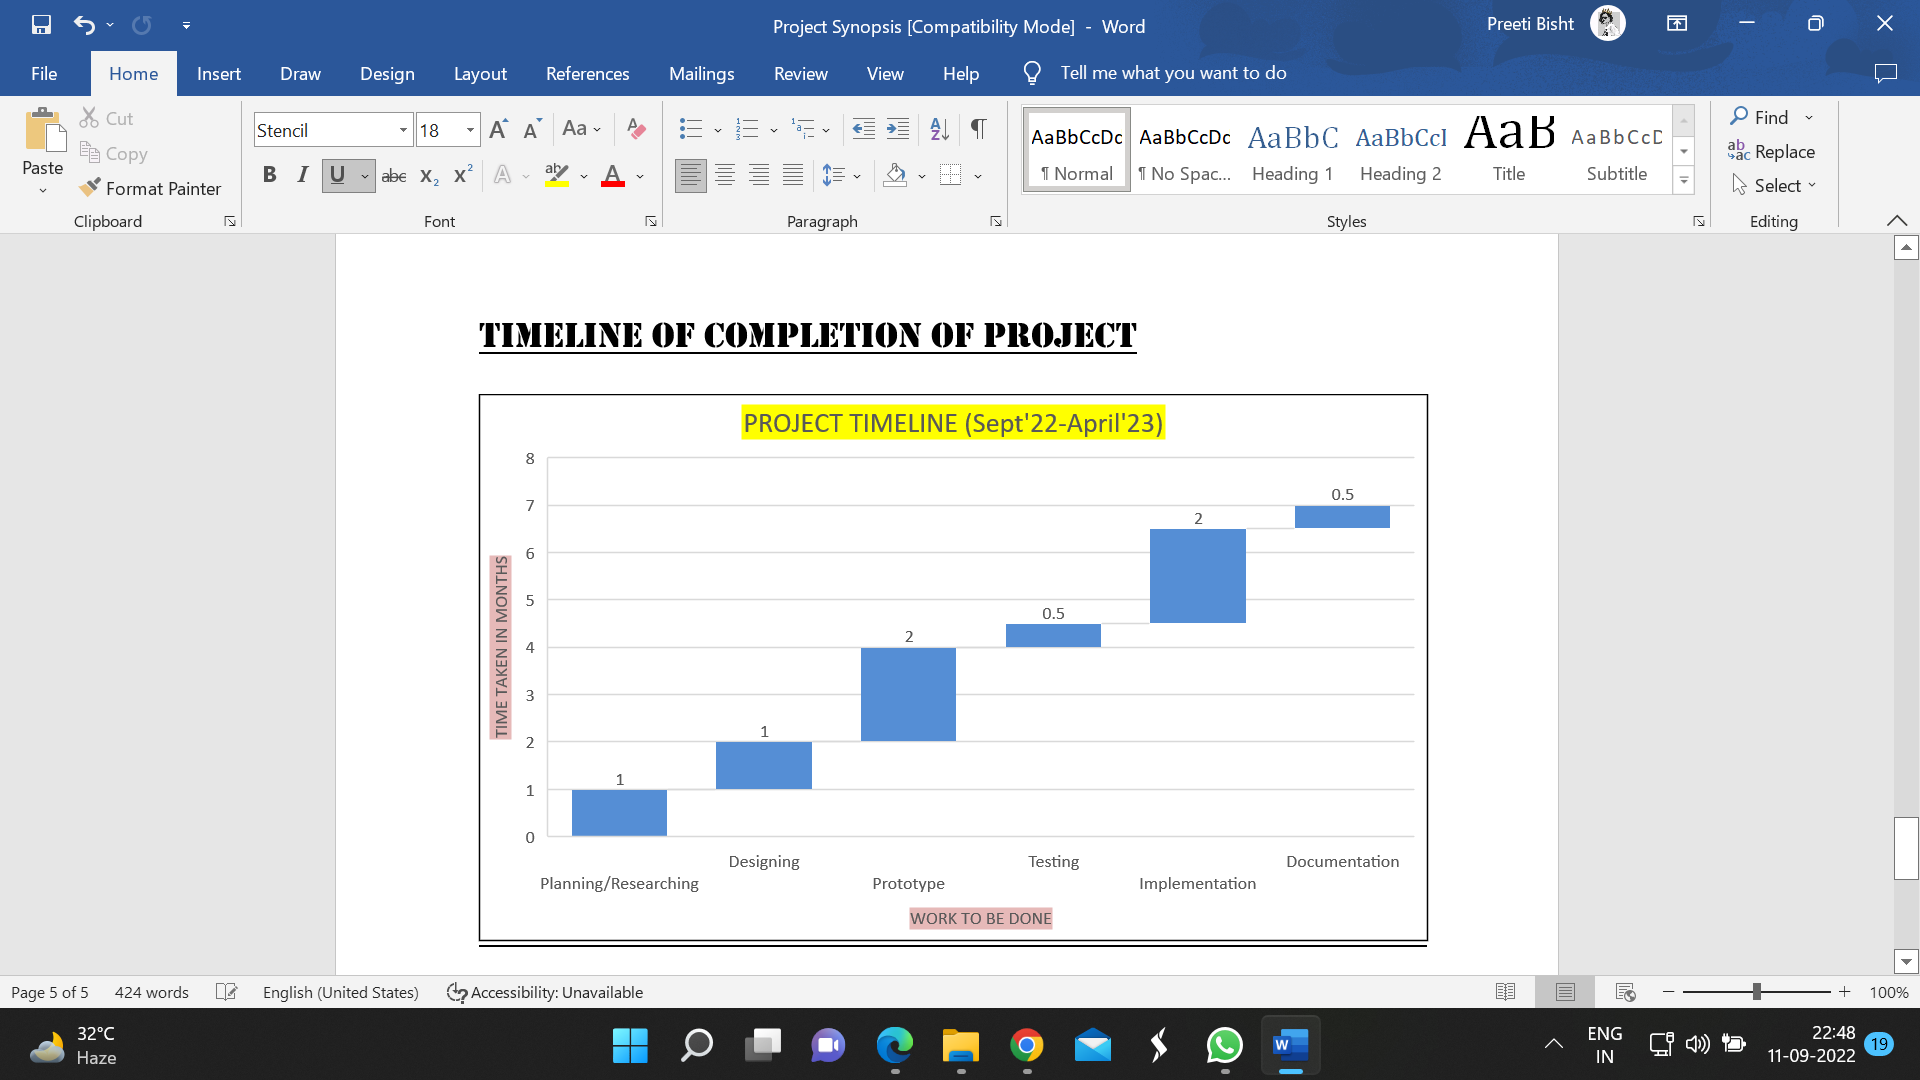 Project Synopsis [Compatibility Mode] - Word
Preeti Bisht
File Home Insert Draw Design Layout References Mailings Review View Help Tell me what you want to do
Paste
Cut
Copy
Format Painter
Clipboard
Stencil 18
Font
Paragraph
AaBbCcDc AaBbCcDc AaBbC AaBbCcI AaB AaBbCcD
¶ Normal ¶ No Spac... Heading 1 Heading 2 Title Subtitle
Styles
Find
Replace
Select
Editing
TIMELINE OF COMPLETION OF PROJECT
PROJECT TIMELINE (Sept'22-April'23)
TIME TAKEN IN MONTHS
8
7
6
5
4
3
2
1
0
1
1
2
0.5
2
0.5
Planning/Researching
Designing
Prototype
Testing
Implementation
Documentation
WORK TO BE DONE
Page 5 of 5 424 words English (United States) Accessibility: Unavailable 100%
32°C
Haze
ENG
IN
22:48
11-09-2022
19